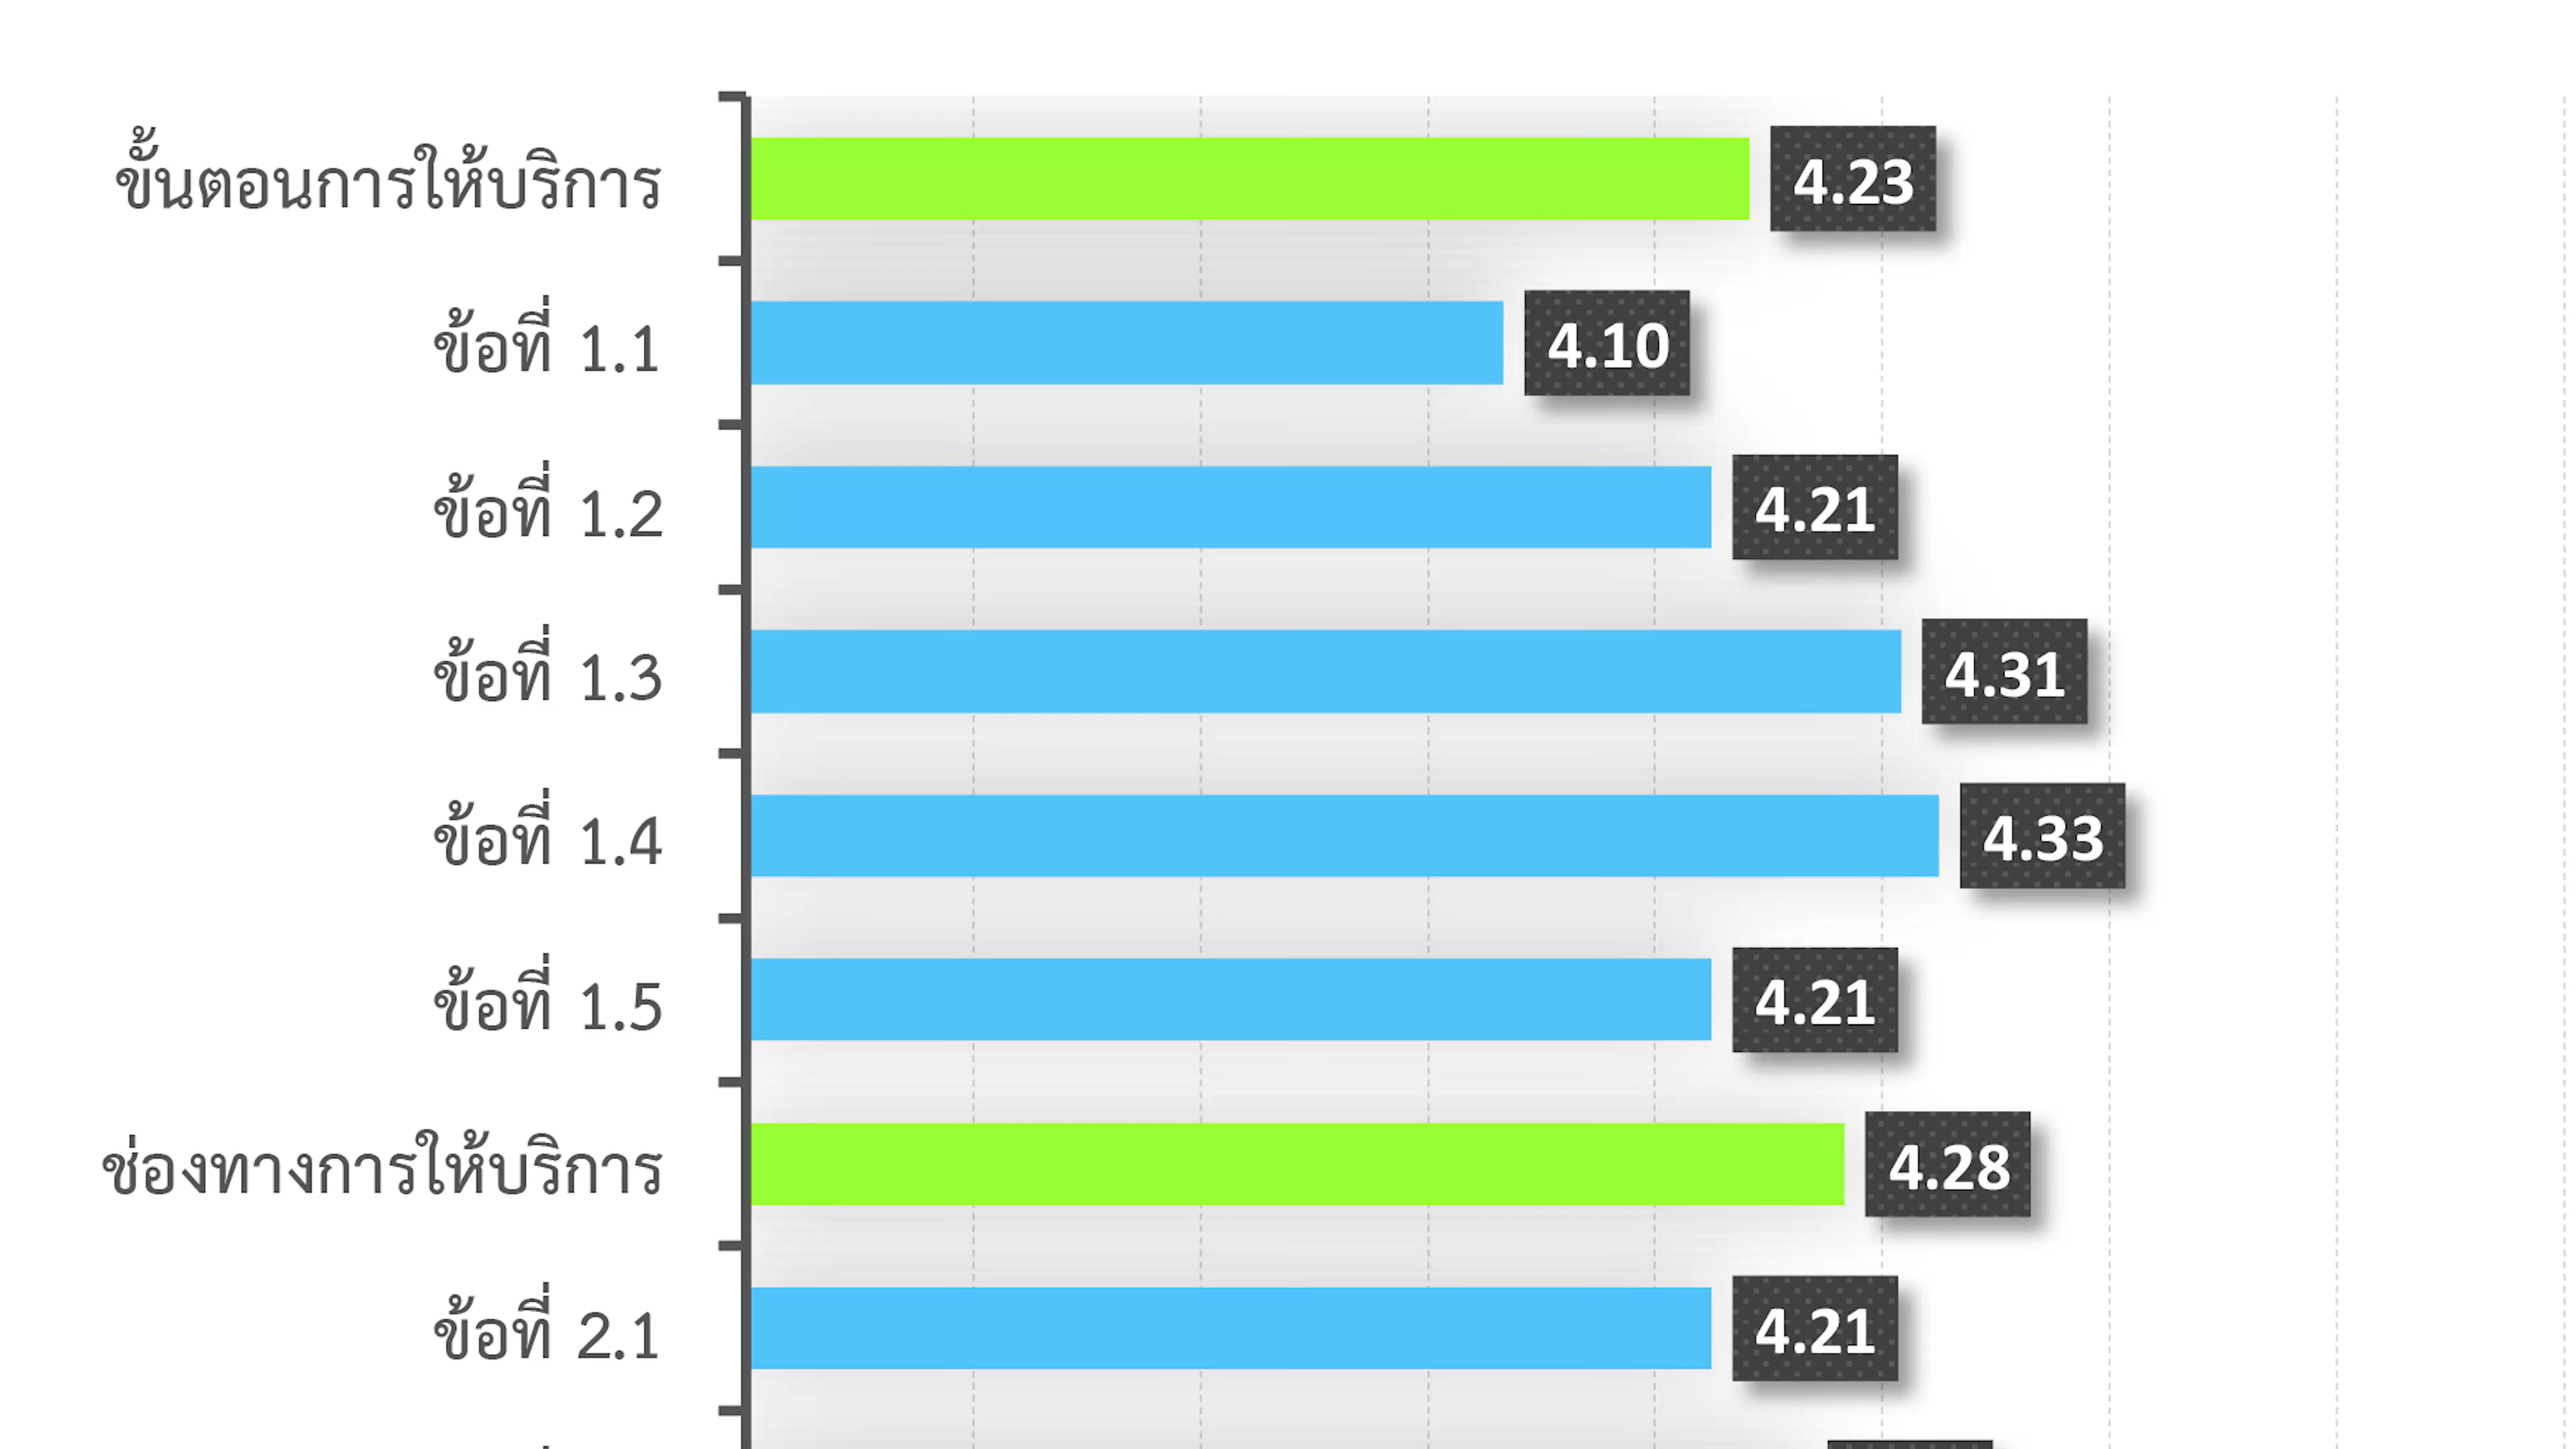 ขั้นตอนการให้บริการ 4.23
ข้อที่ 1.1 4.10
ข้อที่ 1.2 4.21
ข้อที่ 1.3 4.31
ข้อที่ 1.4 4.33
ข้อที่ 1.5 4.21
ช่องทางการให้บริการ 4.28
ข้อที่ 2.1 4.21